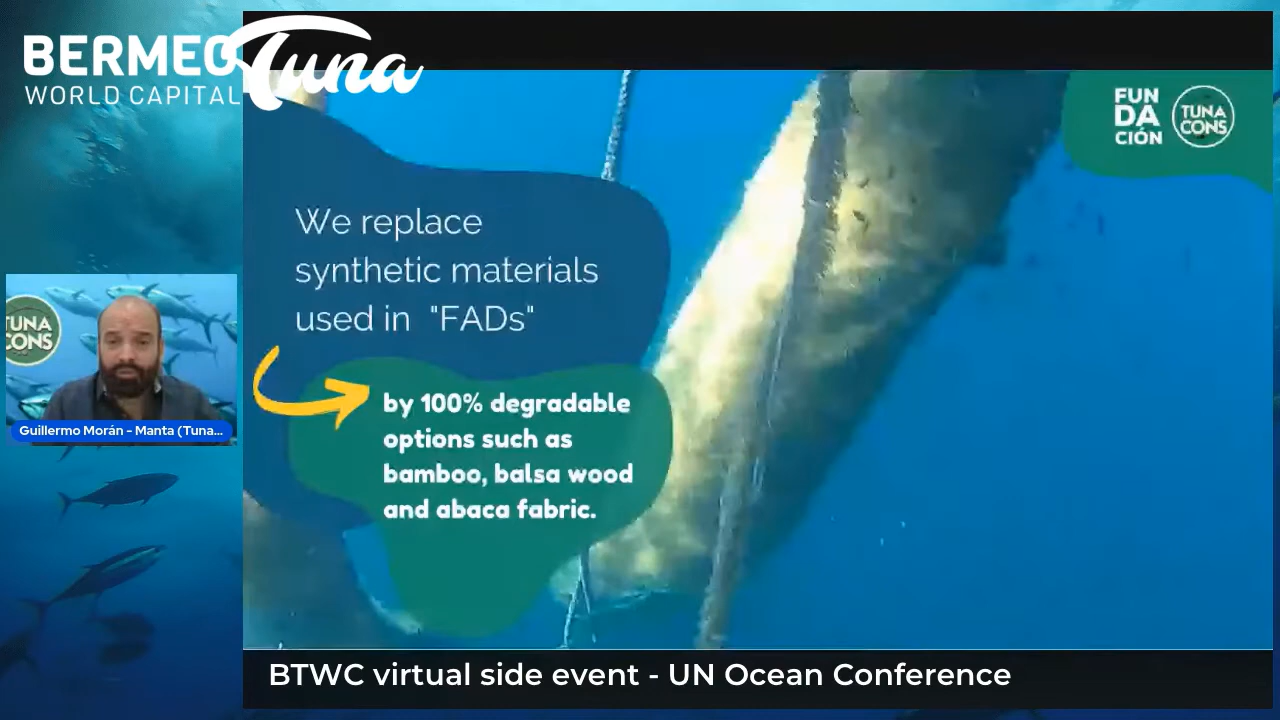 BERMEO Tuna
WORLD CAPITAL
FUN
DA
CIÓN
TUNA
CONS
We replace
synthetic materials
used in "FADs"
by 100% degradable
options such as
bamboo, balsa wood
and abaca fabric.
TUNA
CONS
Guillermo Morán - Manta (Tuna...
BTWC virtual side event - UN Ocean Conference